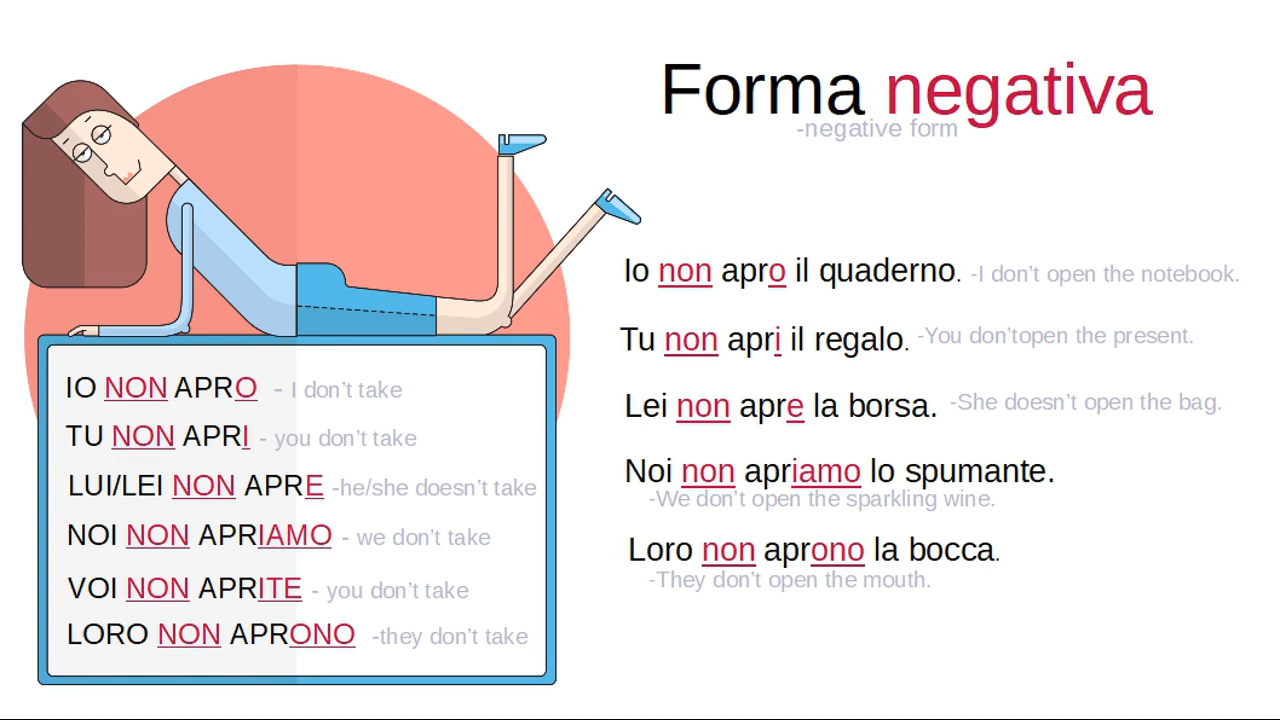 Forma negativa
-negative form
IO NON APRO - I don't take
TU NON APRI - you don't take
LUI/LEI NON APRE -he/she doesn't take
NOI NON APRIAMO - we don't take
VOI NON APRITE - you don't take
LORO NON APRONO -they don't take
Io non apro il quaderno. -I don't open the notebook.
Tu non apri il regalo. -You don'topen the present.
Lei non apre la borsa. -She doesn't open the bag.
Noi non apriamo lo spumante.
-We don't open the sparkling wine.
Loro non aprono la bocca.
-They don't open the mouth.